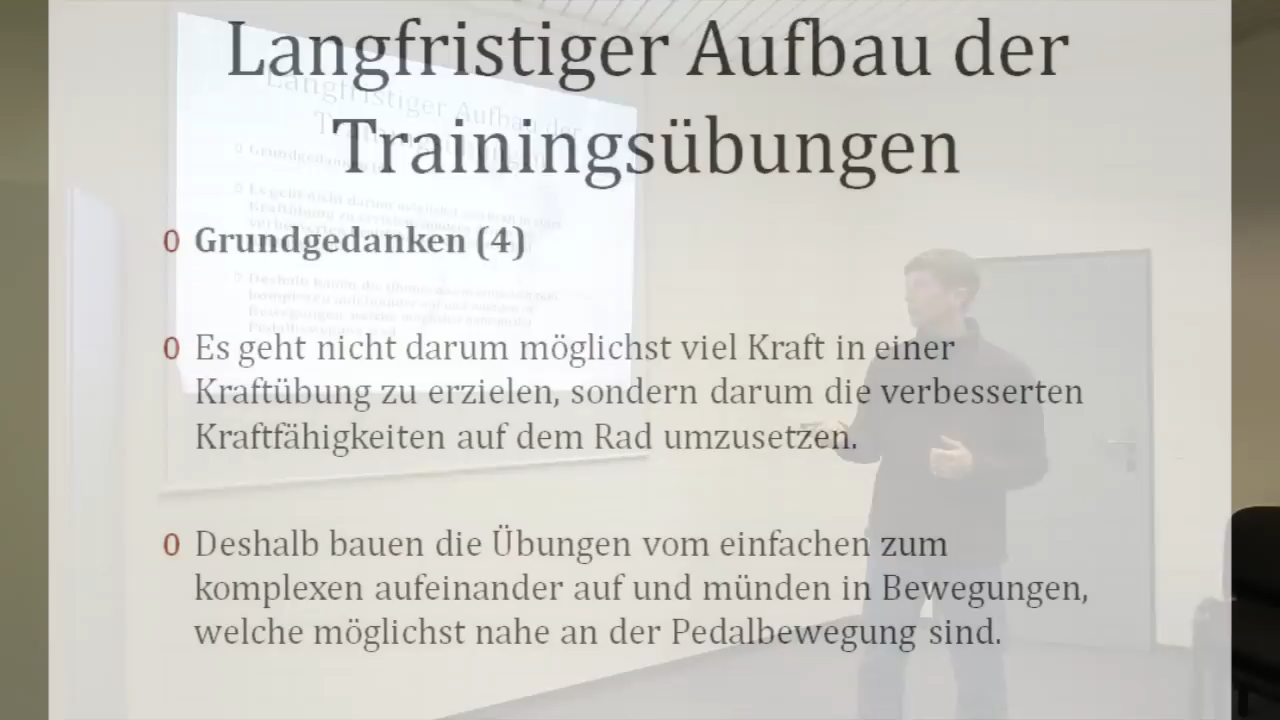 Langfristiger Aufbau der
Trainingsübungen
o Grundgedanken (4)
o Es geht nicht darum möglichst viel Kraft in einer
Kraftübung zu erzielen, sondern darum die verbesserten
Kraftfähigkeiten auf dem Rad umzusetzen.
o Deshalb bauen die Übungen vom einfachen zum
komplexen aufeinander auf und münden in Bewegungen,
welche möglichst nahe an der Pedalbewegung sind.